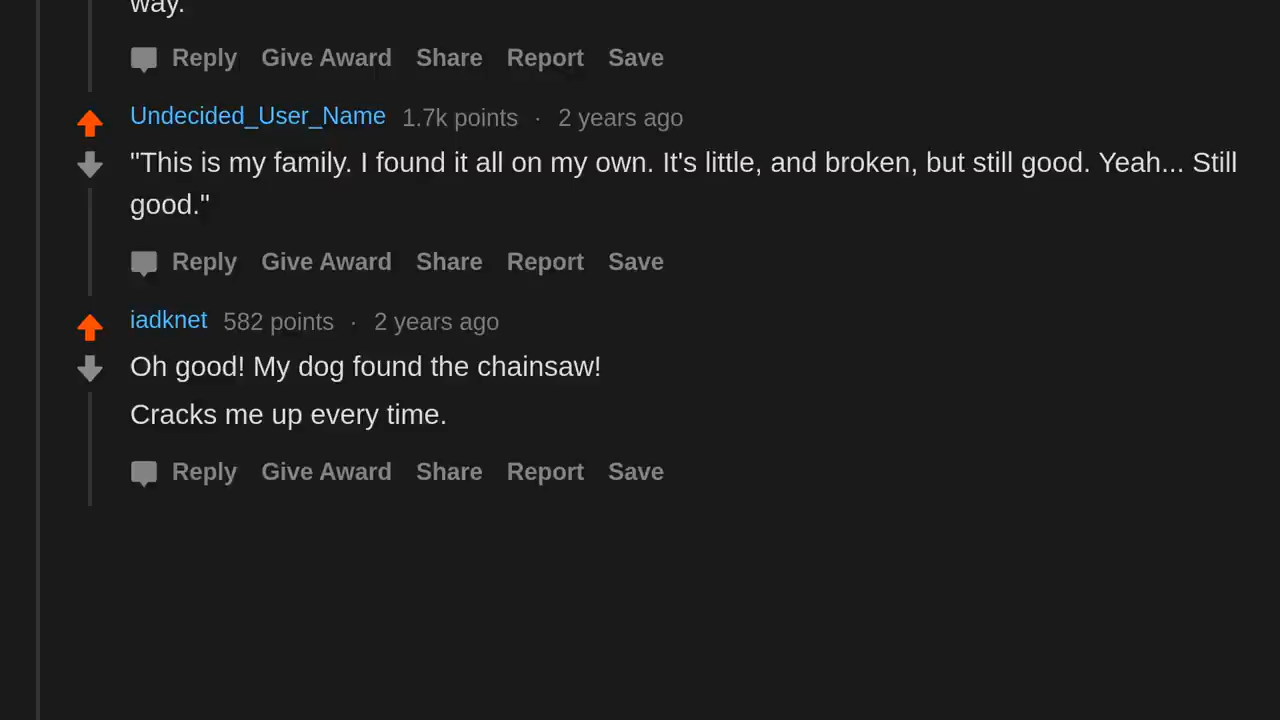 way.
Reply Give Award Share Report Save
Undecided_User_Name 1.7k points · 2 years ago
"This is my family. I found it all on my own. It's little, and broken, but still good. Yeah... Still
good."
Reply Give Award Share Report Save
iadknet 582 points · 2 years ago
Oh good! My dog found the chainsaw!
Cracks me up every time.
Reply Give Award Share Report Save